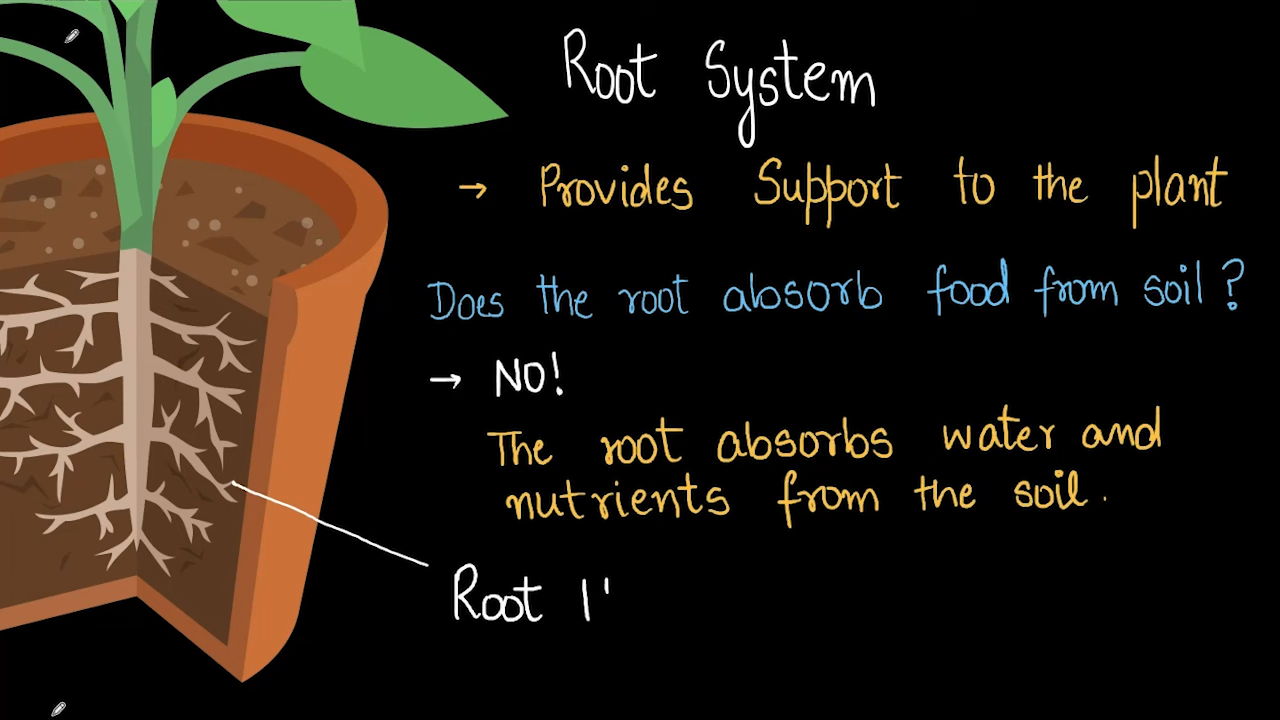 Root System
→ Provides Support to the plant
Does the root absorb food from soil?
→ NO!
The root absorbs water and
nutrients from the soil.
Root